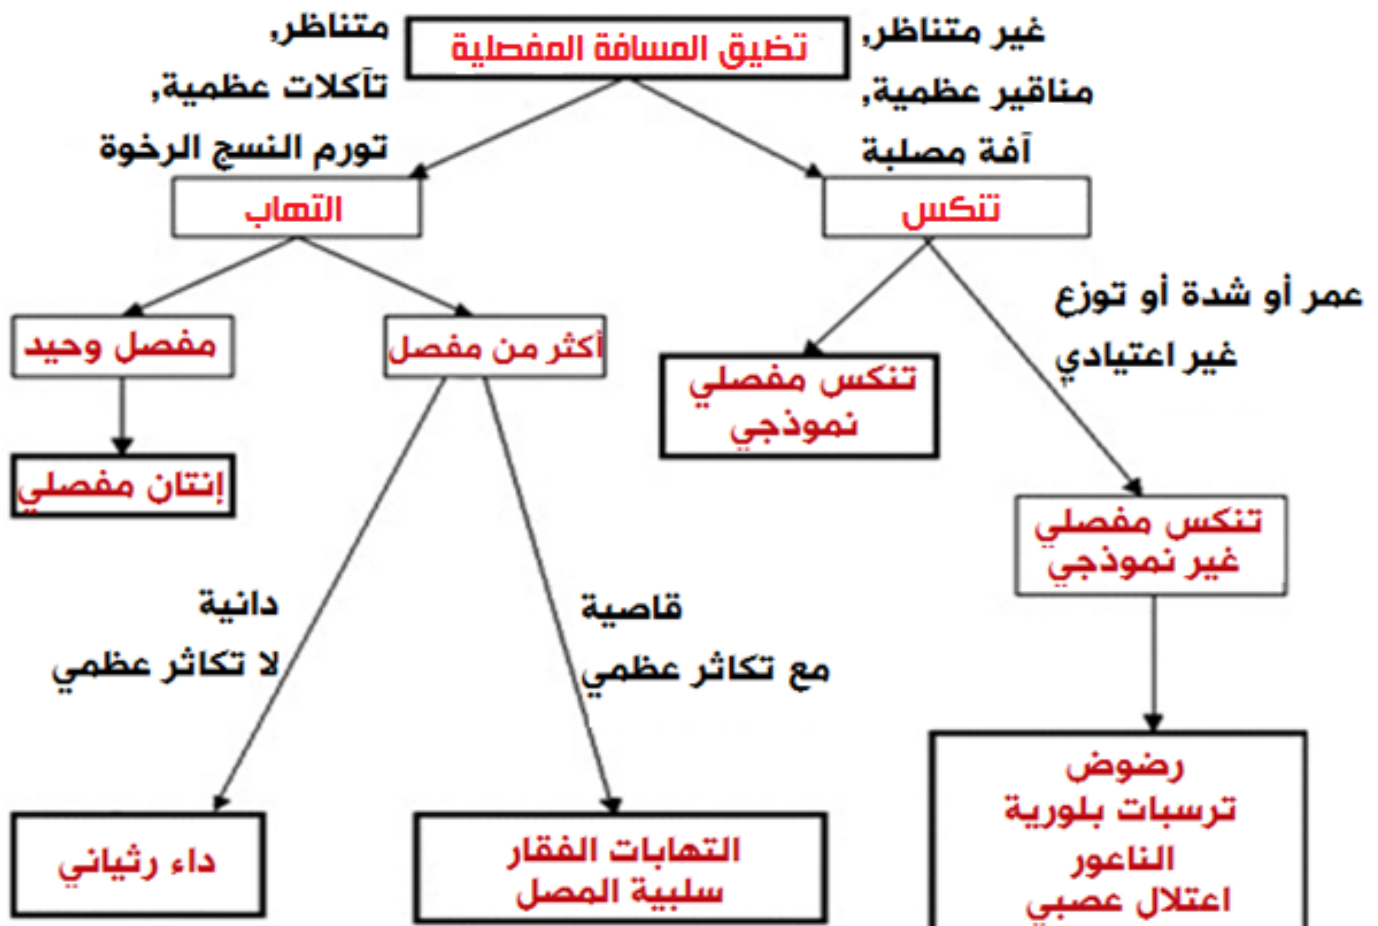 تضيق المسافة المفصلية
غير متناظر,
مناقير عظمية,
آفة مصلبة
متناظر,
تآكلات عظمية,
تورم النسج الرخوة
تنكس
التهاب
عمر أو شدة أو توزع
غير اعتيادي
تنكس مفصلي
نموذجي
أكثر من مفصل
مفصل وحيد
إنتان مفصلي
تنكس مفصلي
غير نموذجي
قاصية
مع تكاثر عظمي
دانية
لا تكاثر عظمي
رضوض
ترسبات بلورية
الناعور
اعتلال عصبي
التهابات الفقار
سلبية المصل
داء رثياني